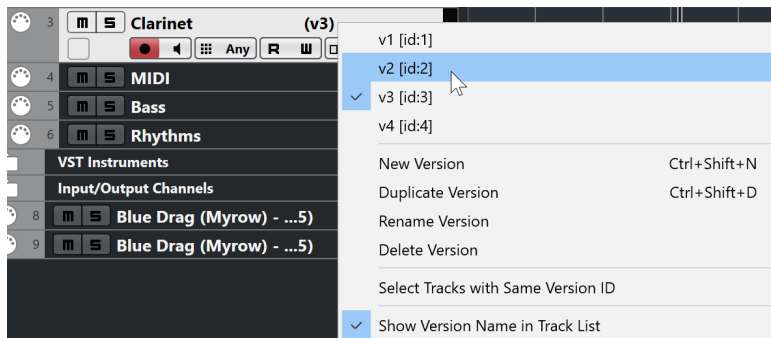 3 m S Clarinet (v3)
Any R W
4 m S MIDI
5 m S Bass
6 m S Rhythms
VST Instruments
Input/Output Channels
8 m S Blue Drag (Myrow) - ...5)
9 m S Blue Drag (Myrow) - ...5)
v1 [id:1]
v2 [id:2]
v3 [id:3]
v4 [id:4]
New Version Ctrl+Shift+N
Duplicate Version Ctrl+Shift+D
Rename Version
Delete Version
Select Tracks with Same Version ID
Show Version Name in Track List